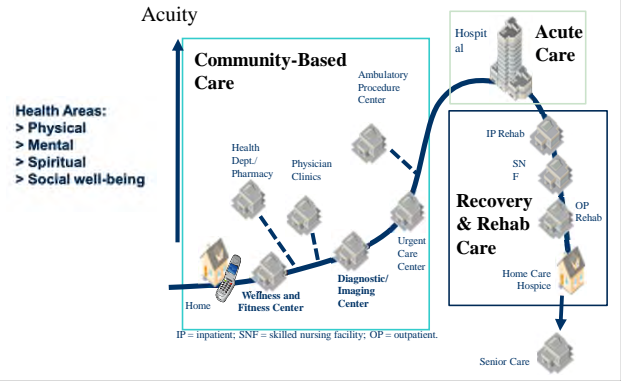 Acuity
Community-Based
Care
Hospit
al
Acute
Care
Ambulatory
Procedure
Center
Health Areas:
> Physical
> Mental
> Spiritual
> Social well-being
Health
Dept./
Pharmacy
Physician
Clinics
IP Rehab
SN
F
Recovery
& Rehab
Care
OP
Rehab
Urgent
Care
Center
Home Care
Hospice
Home
Wellness and
Fitness Center
Diagnostic/
Imaging
Center
IP = inpatient; SNF = skilled nursing facility; OP = outpatient.
Senior Care